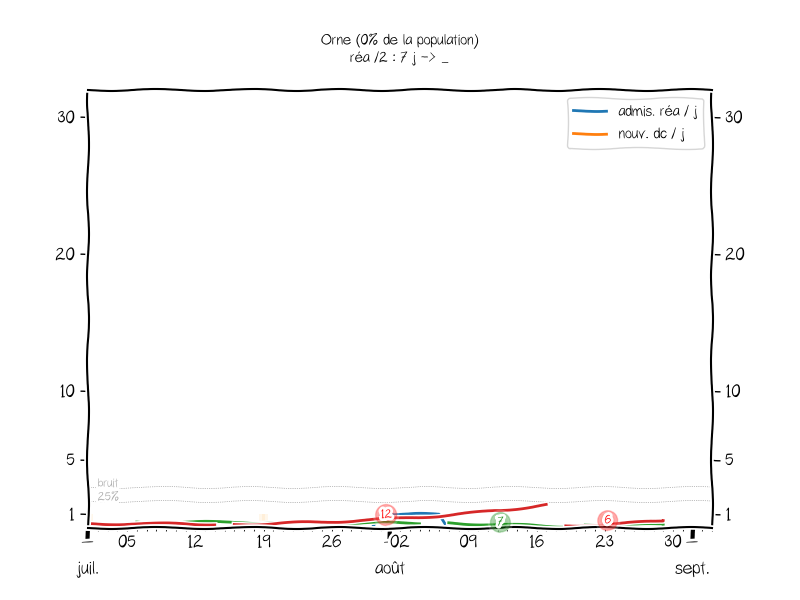 Orne (0% de la population)
réa /2 : 7 j -> _
admis. réa / j
nouv. dc / j
30
30
20
20
10
10
5
5
bruit
25%
1
1
12
7
6
05
12
19
26
02
09
16
23
30
juil.
août
sept.